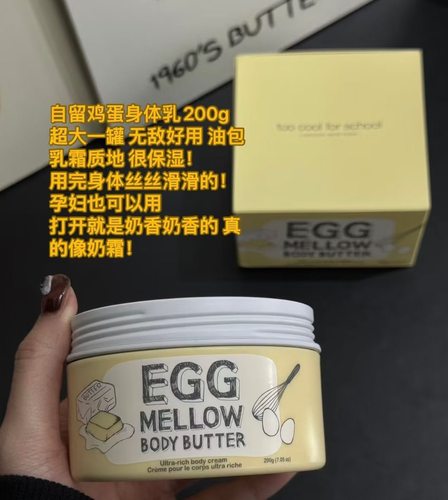 1960'S BUTTE
too cool for school
自留鸡蛋身体乳200g
超大一罐 无敌好用 油包
乳霜质地 很保湿！
用完身体丝丝滑滑的！
孕妇也可以用
打开就是奶香奶香的 真
的像奶霜！
EGG
MELLOW
BODY BUTTER
BUTTER
EGG
MELLOW
BODY BUTTER
Ultra-rich body cream
Crème pour le corps ultra riche
200g (7.05 oz)